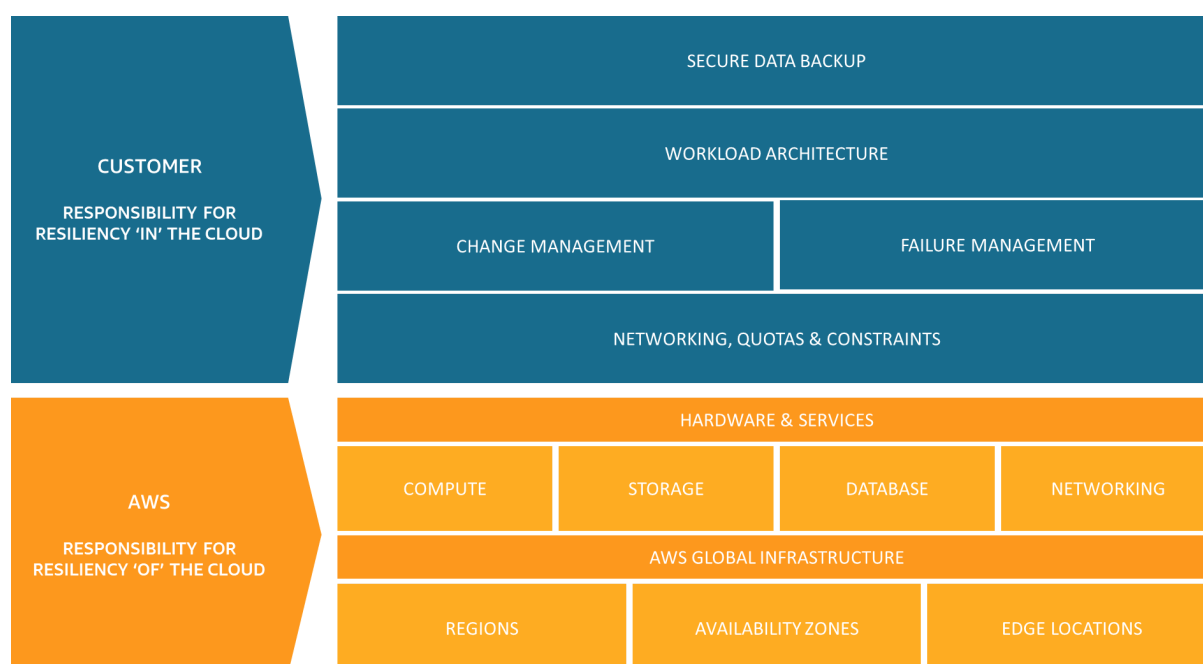 SECURE DATA BACKUP
WORKLOAD ARCHITECTURE
CUSTOMER
RESPONSIBILITY FOR
RESILIENCY ‘IN’ THE CLOUD
CHANGE MANAGEMENT
FAILURE MANAGEMENT
NETWORKING, QUOTAS & CONSTRAINTS
HARDWARE & SERVICES
COMPUTE
STORAGE
DATABASE
NETWORKING
AWS
RESPONSIBILITY FOR
RESILIENCY ‘OF’ THE CLOUD
AWS GLOBAL INFRASTRUCTURE
REGIONS
AVAILABILITY ZONES
EDGE LOCATIONS